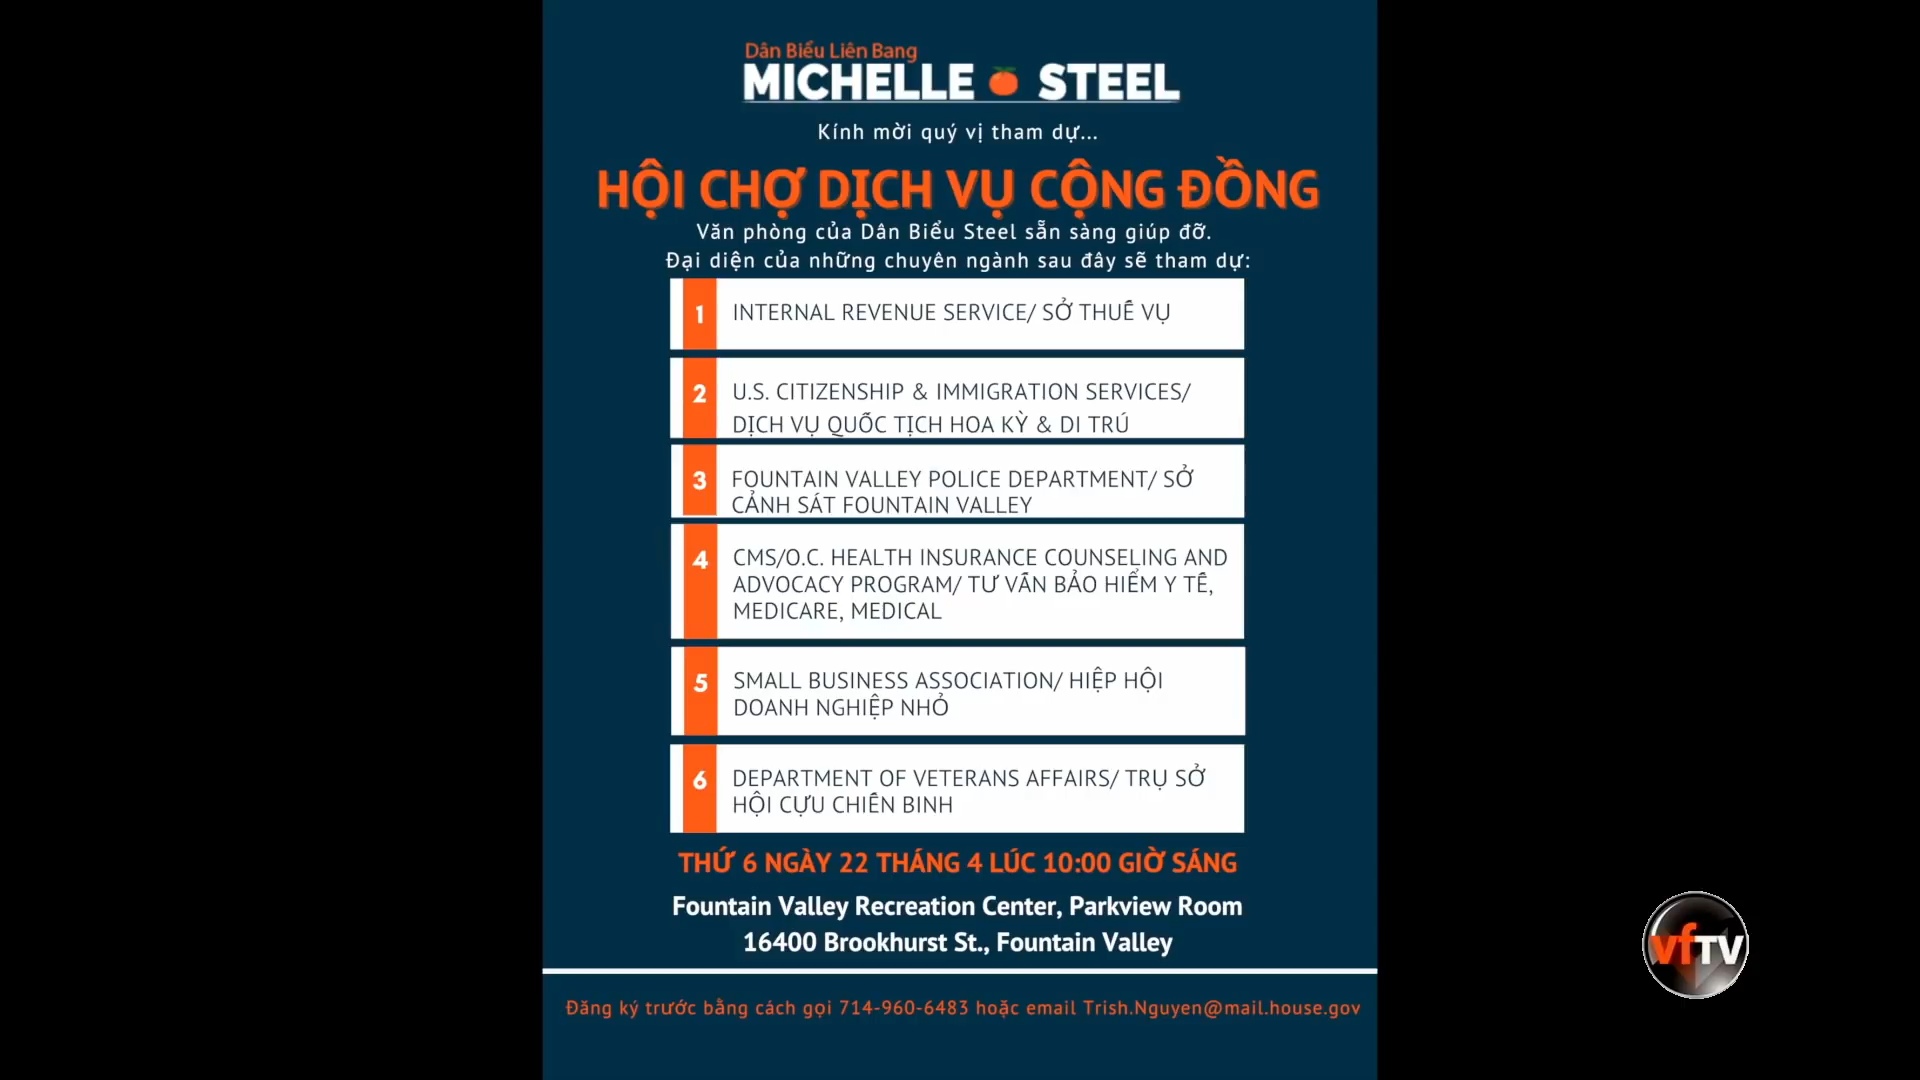 Dân Biểu Liên Bang
MICHELLE STEEL
Kính mời quý vị tham dự...
HỘI CHỢ DỊCH VỤ CỘNG ĐỒNG
Văn phòng của Dân Biểu Steel sẵn sàng giúp đỡ.
Đại diện của những chuyên ngành sau đây sẽ tham dự:
1 INTERNAL REVENUE SERVICE/ SỞ THUẾ VỤ
2 U.S. CITIZENSHIP & IMMIGRATION SERVICES/
DỊCH VỤ QUỐC TỊCH HOA KỲ & DI TRÚ
3 FOUNTAIN VALLEY POLICE DEPARTMENT/ SỞ
CẢNH SÁT FOUNTAIN VALLEY
4 CMS/O.C. HEALTH INSURANCE COUNSELING AND
ADVOCACY PROGRAM/ TƯ VẤN BẢO HIỂM Y TẾ,
MEDICARE, MEDICAL
5 SMALL BUSINESS ASSOCIATION/ HIỆP HỘI
DOANH NGHIỆP NHỎ
6 DEPARTMENT OF VETERANS AFFAIRS/ TRỤ SỞ
HỘI CỰU CHIẾN BINH
THỨ 6 NGÀY 22 THÁNG 4 LÚC 10:00 GIỜ SÁNG
Fountain Valley Recreation Center, Parkview Room
16400 Brookhurst St., Fountain Valley
Đăng ký trước bằng cách gọi 714-960-6483 hoặc email Trish.Nguyen@mail.house.gov
vfTV